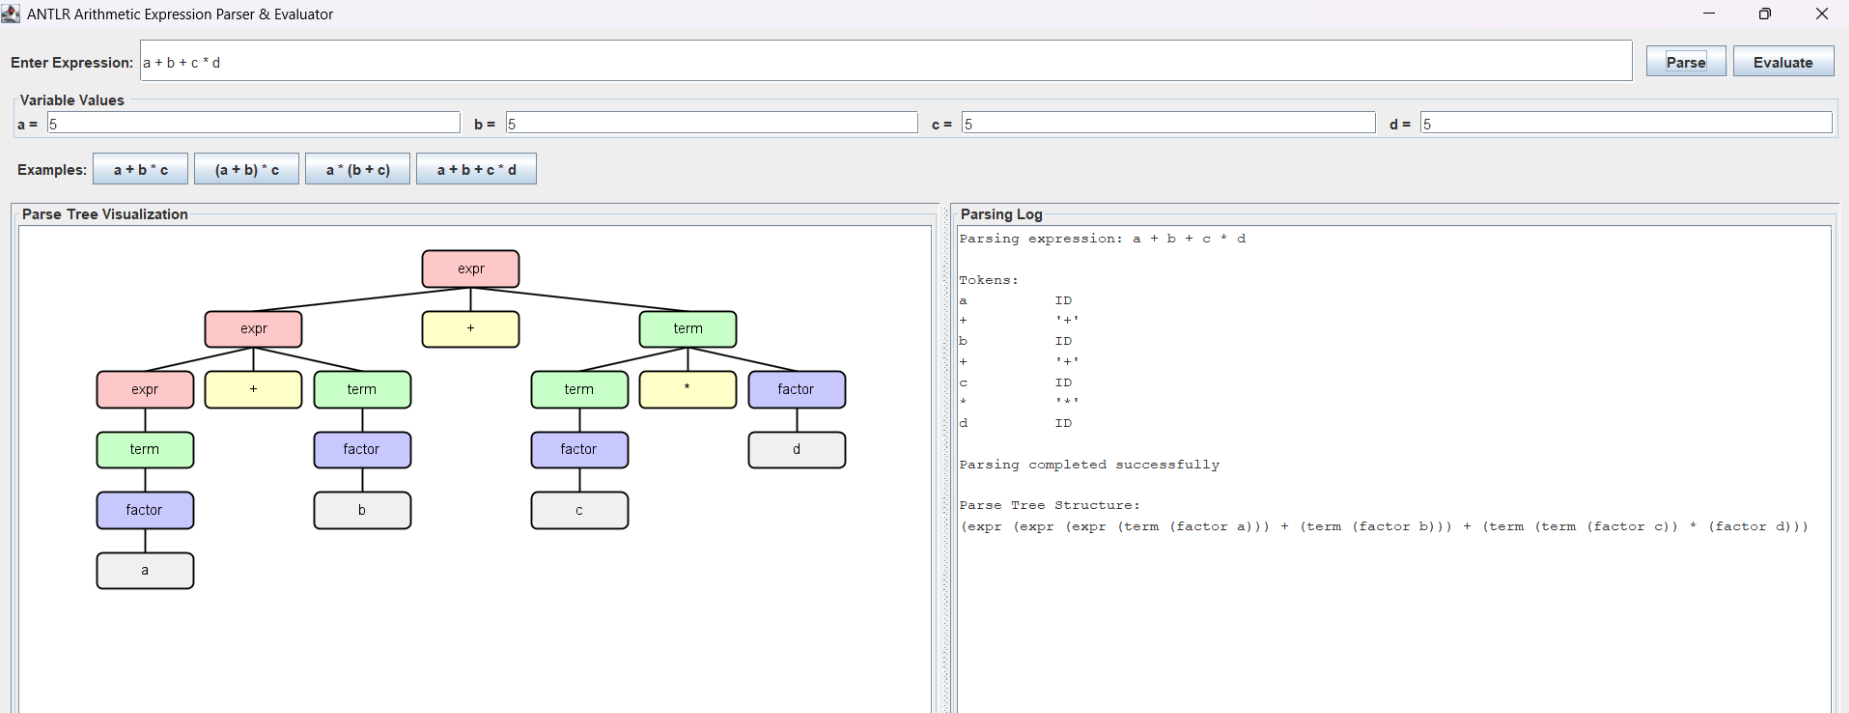 ANTLR Arithmetic Expression Parser & Evaluator
Enter Expression: a + b + c * d Parse Evaluate
Variable Values
a = 5 b = 5 c = 5 d = 5
Examples: a + b * c (a + b) * c a * (b + c) a + b + c * d
Parse Tree Visualization
expr
expr + term
expr + term term * factor
term factor factor d
factor b c
a
Parsing Log
Parsing expression: a + b + c * d
Tokens:
a ID
+ '+'
b ID
+ '+'
c ID
* '*'
d ID
Parsing completed successfully
Parse Tree Structure:
(expr (expr (expr (term (factor a))) + (term (factor b))) + (term (term (factor c)) * (factor d)))